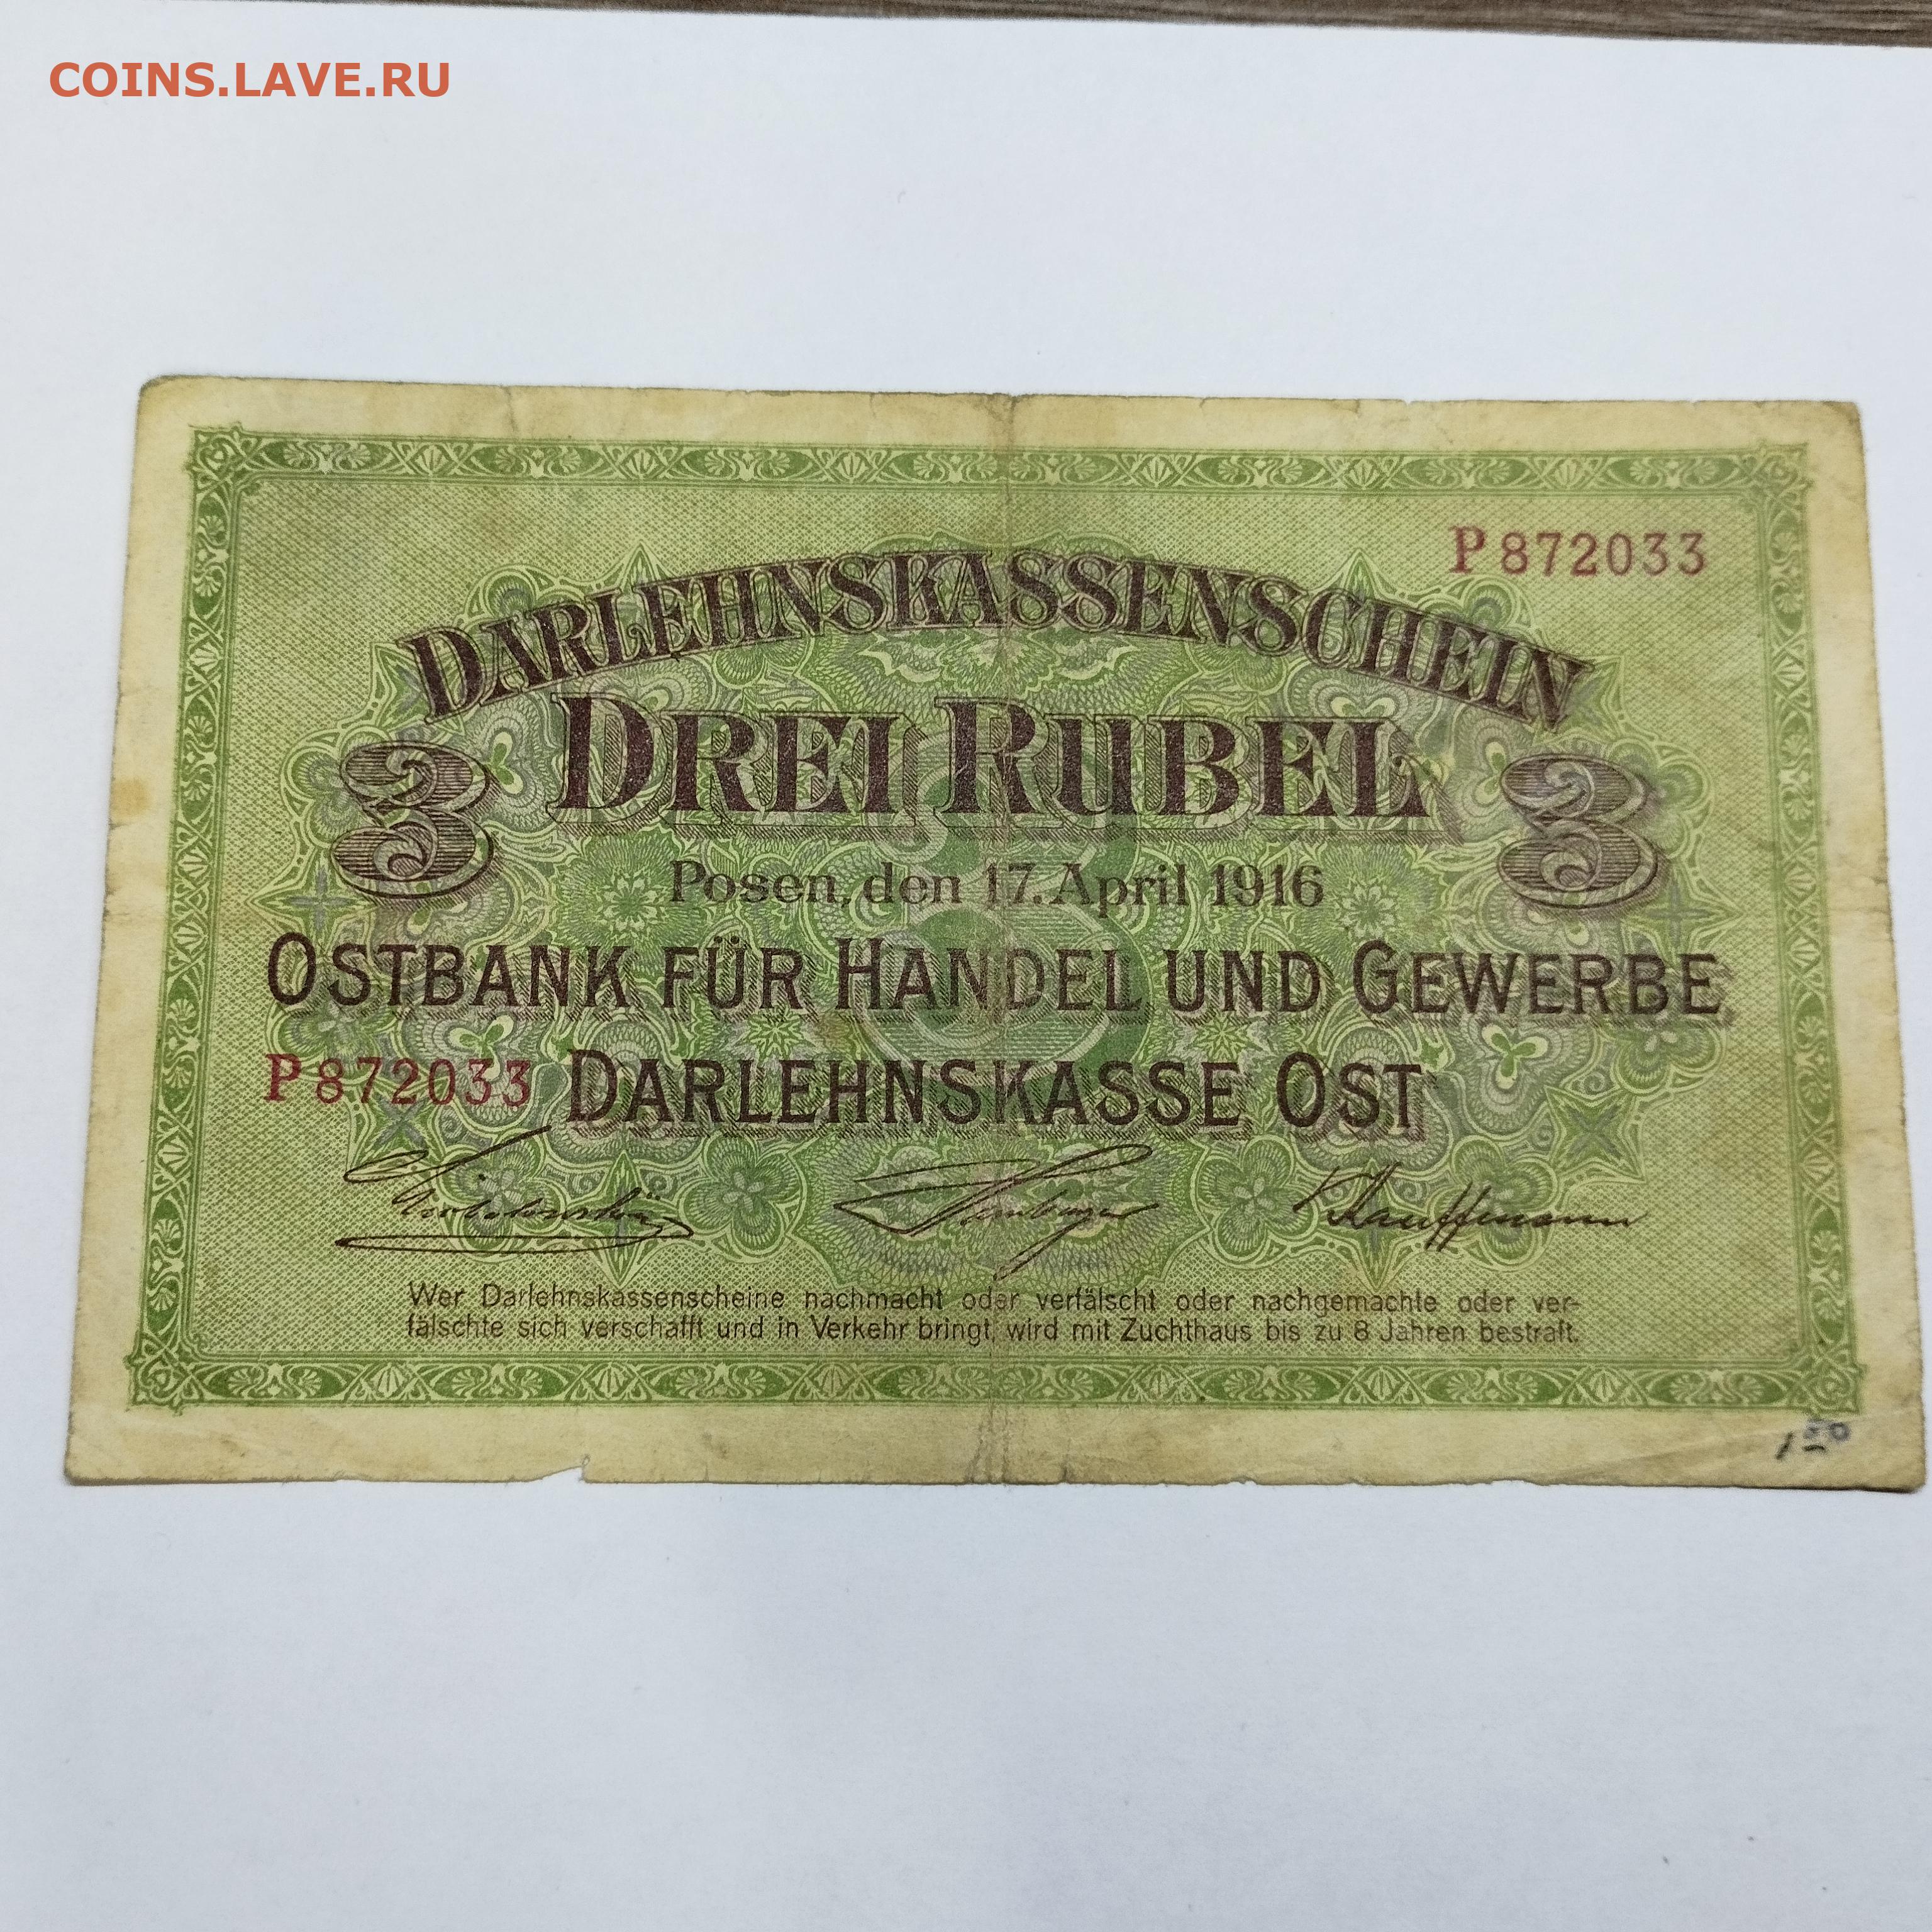 COINS.LAVE.RU
P872033
DARLEHNSKASSENSCHEIN
DREI RUBEL
3 3
Posen, den 17. April 1916
OSTBANK FÜR HANDEL UND GEWERBE
P872033 DARLEHNSKASSE OST
Kauffmann
Wer Darlehnskassenscheine nachmacht oder verfälscht oder nachgemachte oder ver-
fälschte sich verschafft und in Verkehr bringt, wird mit Zuchthaus bis zu 8 Jahren bestraft.